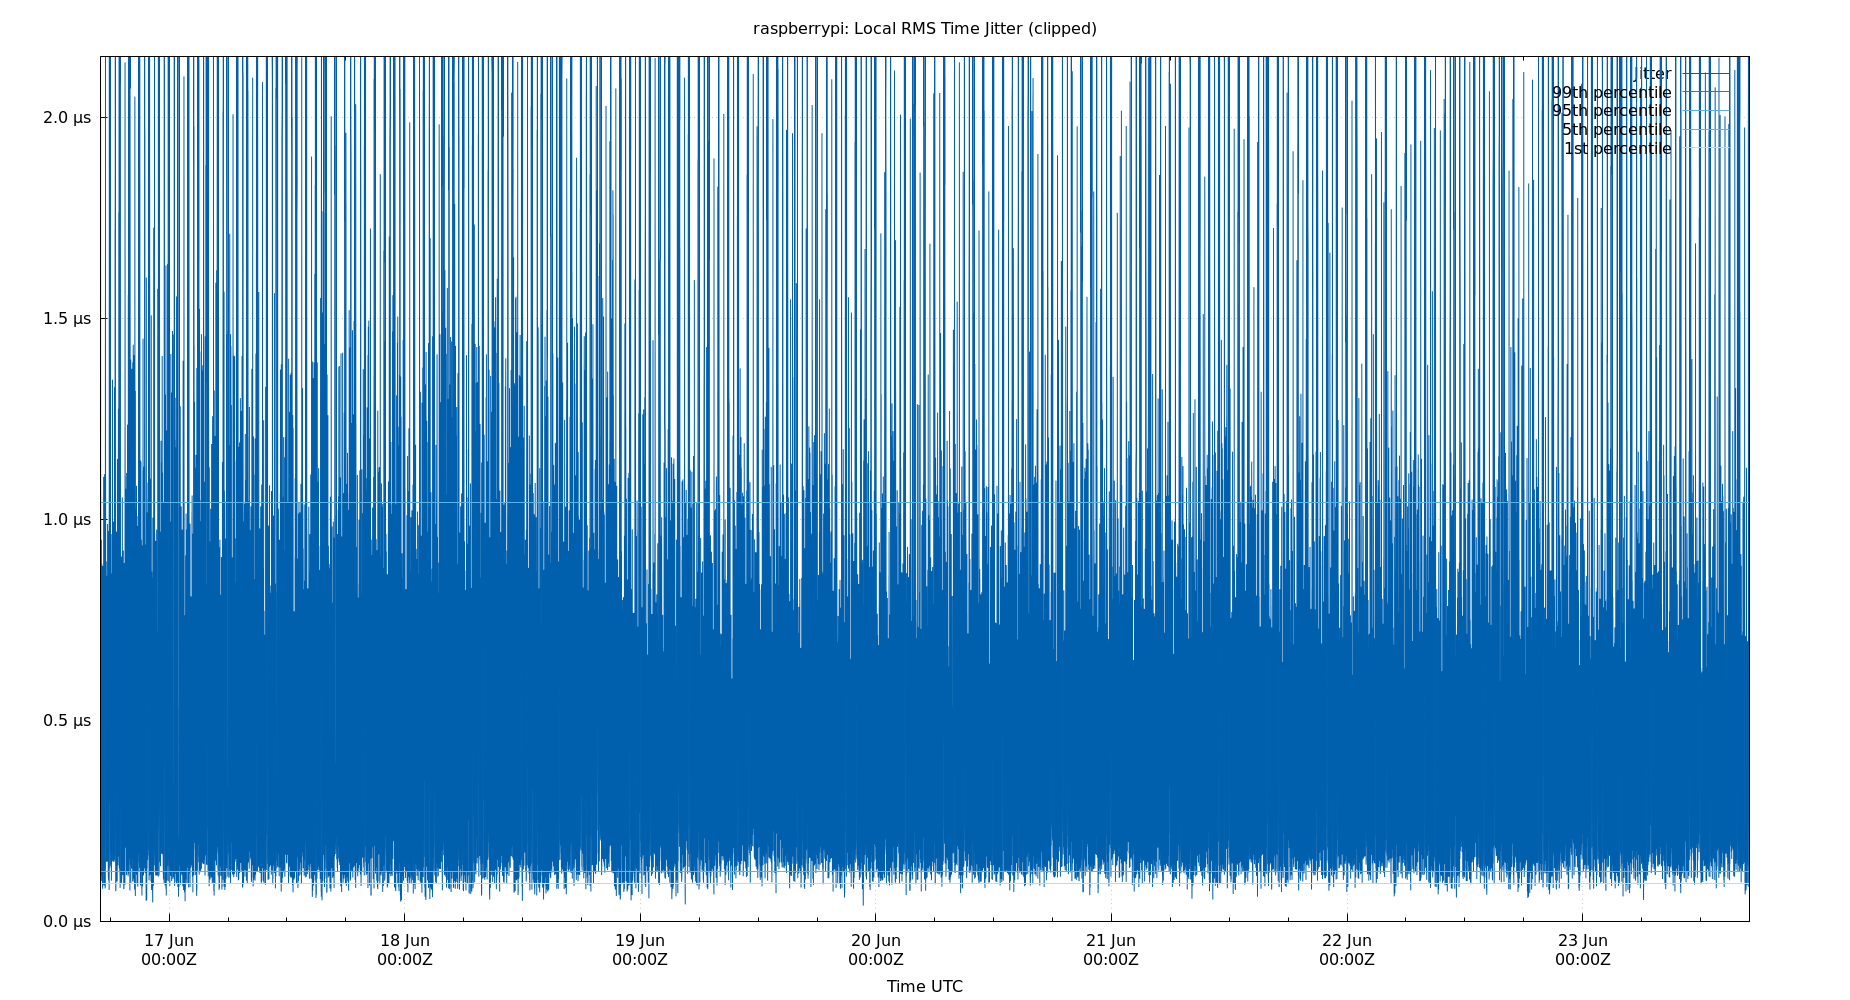 raspberrypi: Local RMS Time Jitter (clipped)
jitter
99th percentile
95th percentile
5th percentile
1st percentile
2.0 µs
1.5 µs
1.0 µs
0.5 µs
0.0 µs
17 Jun 18 Jun 19 Jun 20 Jun 21 Jun 22 Jun 23 Jun
00:00Z 00:00Z 00:00Z 00:00Z 00:00Z 00:00Z 00:00Z
Time UTC